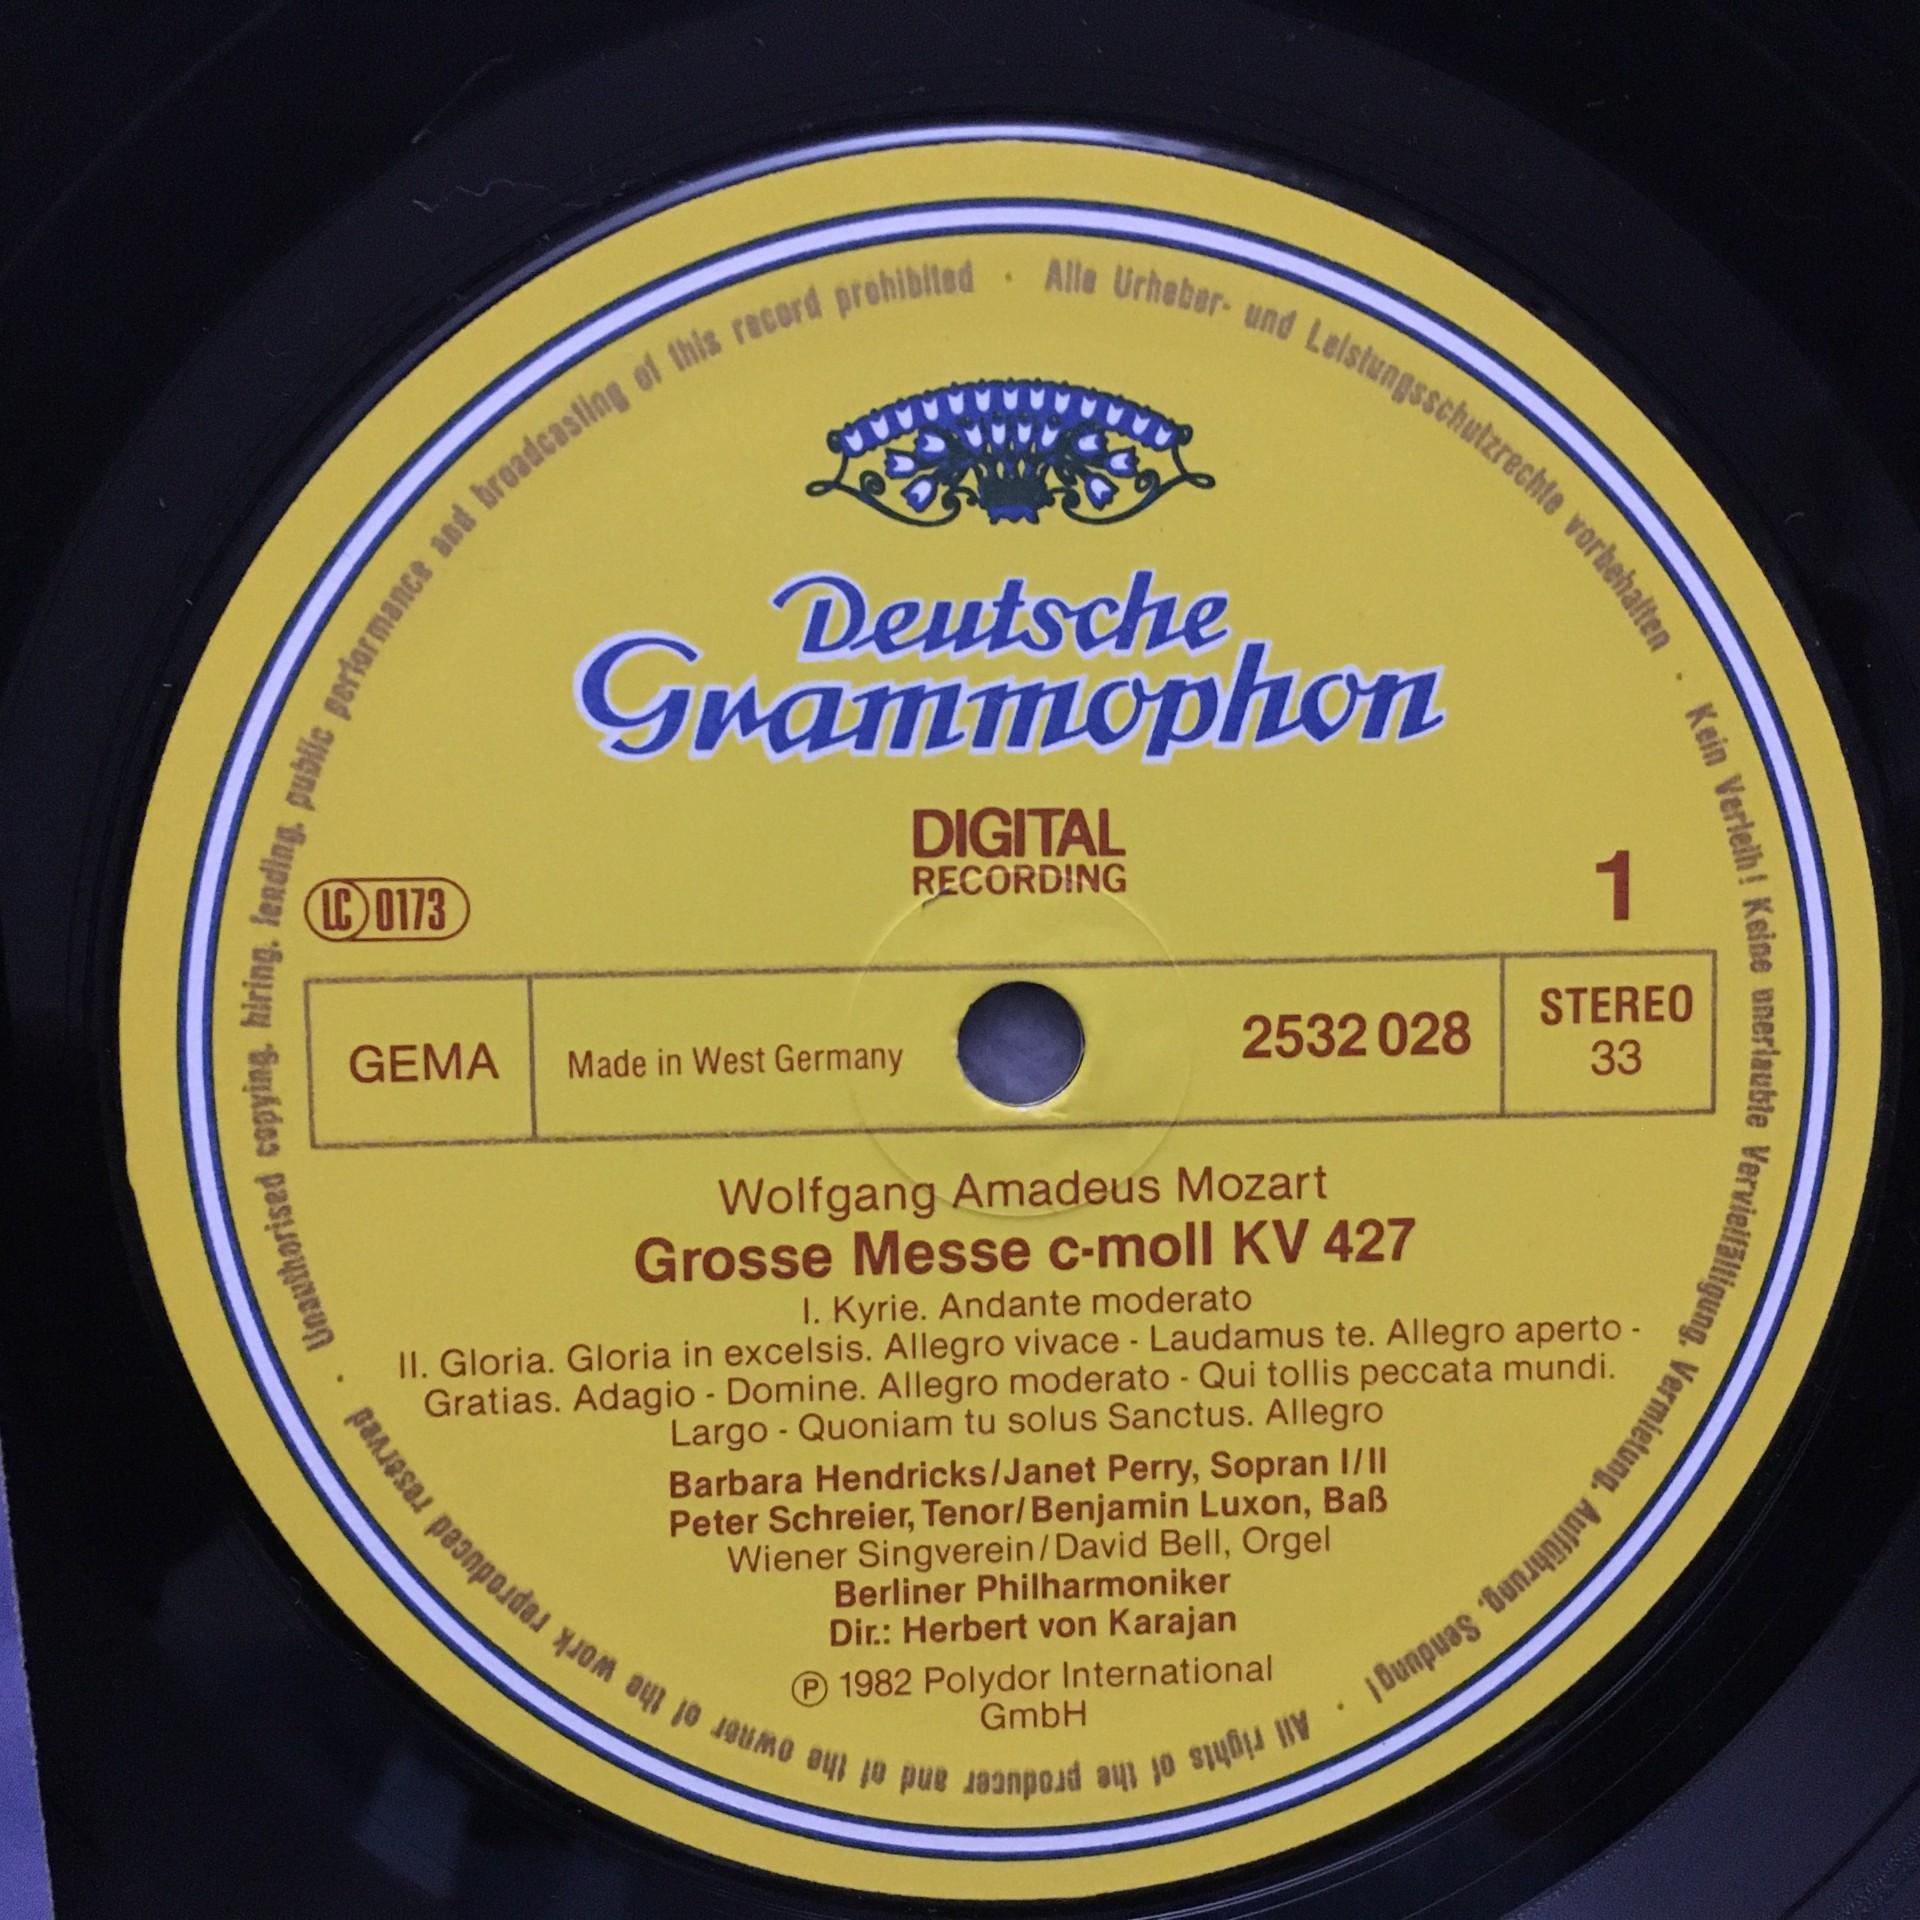 Deutsche
Grammophon
DIGITAL
RECORDING
LC 0173
1
GEMA
Made in West Germany
2532 028
STEREO
33
Wolfgang Amadeus Mozart
Grosse Messe c-moll KV 427
I. Kyrie. Andante moderato
II. Gloria. Gloria in excelsis. Allegro vivace - Laudamus te. Allegro aperto -
Gratias. Adagio - Domine. Allegro moderato - Qui tollis peccata mundi.
Largo - Quoniam tu solus Sanctus. Allegro
Barbara Hendricks/Janet Perry, Sopran I/II
Peter Schreier, Tenor/Benjamin Luxon, Baß
Wiener Singverein/David Bell, Orgel
Berliner Philharmoniker
Dir.: Herbert von Karajan
Ⓟ 1982 Polydor International
GmbH
Alle Urheber- und Leistungsschutzrechte vorbehalten · Kein Verleih! Keine unerlaubte Vervielfältigung, Vermietung, Aufführung, Sendung! · All rights of the producer and of the owner of the work reproduced reserved · Unauthorised copying, hiring, lending, public performance and broadcasting of this record prohibited ·